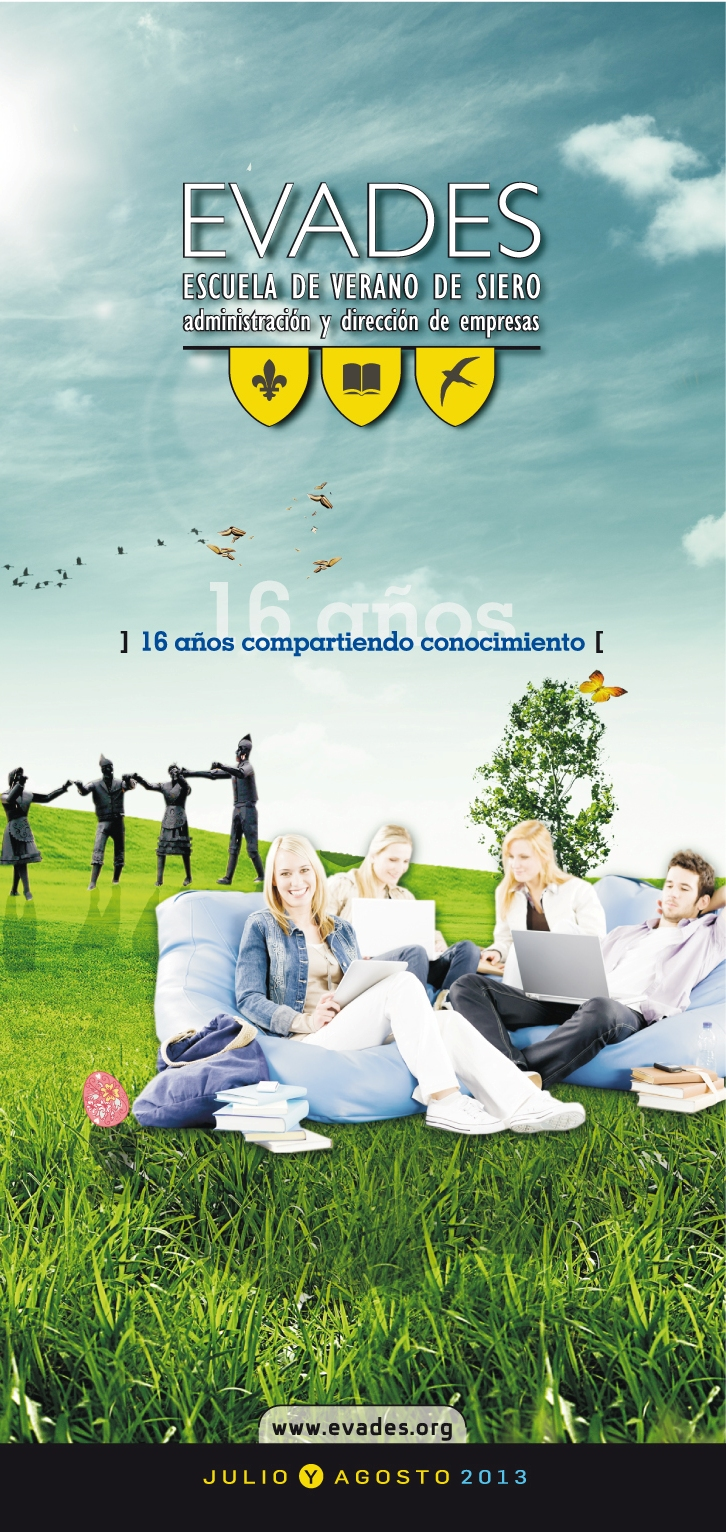 EVADES
ESCUELA DE VERANO DE SIERO
administración y dirección de empresas
16 años
] 16 años compartiendo conocimiento [
www.evades.org
JULIO Y AGOSTO 2013